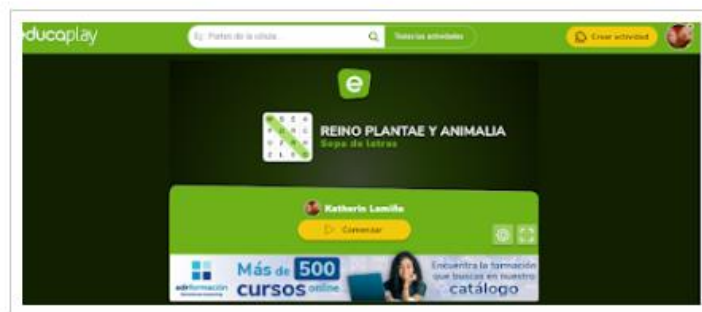 educaplay
Ej: Partes de la célula...
Todas las actividades
Crear actividad
e
REINO PLANTAE Y ANIMALIA
Sopa de letras
Katherin Lamiña
Comenzar
adrformación
Más de 500
cursos online
Encuentra la formación
que buscas en nuestro
catálogo